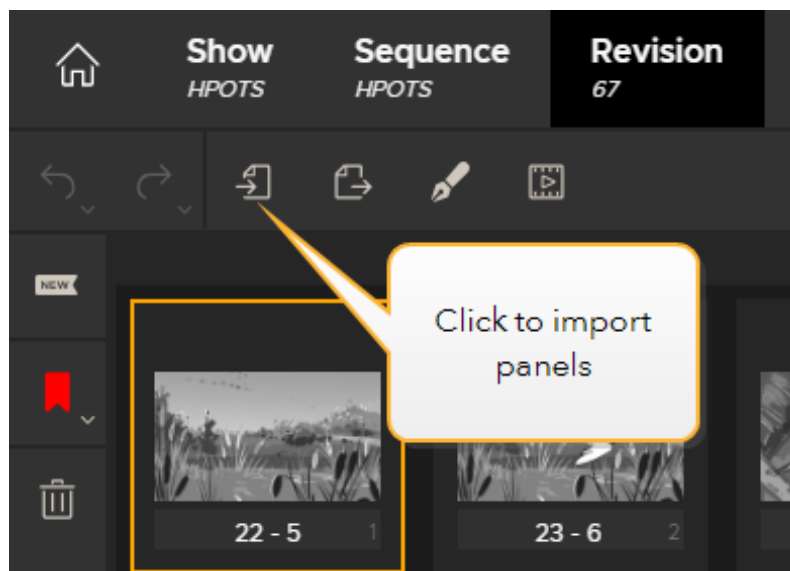 Show Sequence Revision
HPOTS HPOTS 67
NEW
Click to import
panels
22 - 5 1 23 - 6 2